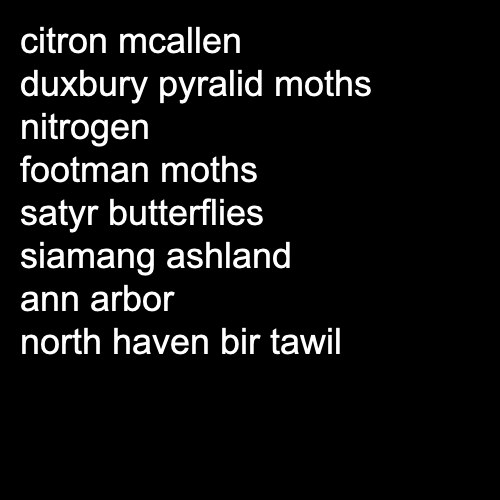 citron mcallen
duxbury pyralid moths
nitrogen
footman moths
satyr butterflies
siamang ashland
ann arbor
north haven bir tawil